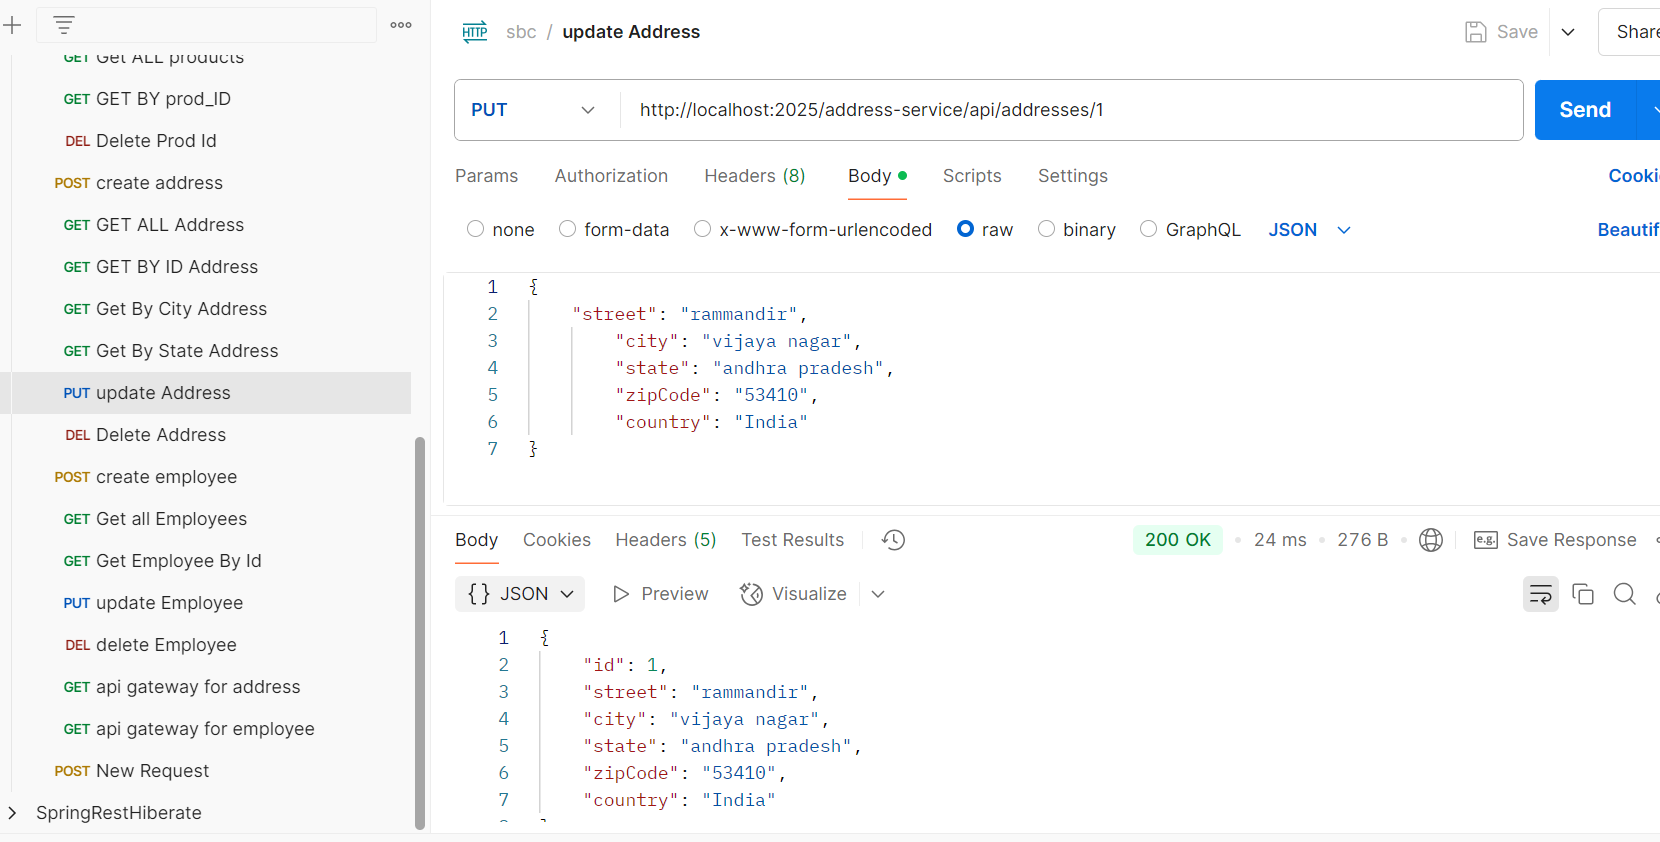 GET Get ALL products
GET GET BY prod_ID
DEL Delete Prod Id
POST create address
GET GET ALL Address
GET GET BY ID Address
GET Get By City Address
GET Get By State Address
PUT update Address
DEL Delete Address
POST create employee
GET Get all Employees
GET Get Employee By Id
PUT update Employee
DEL delete Employee
GET api gateway for address
GET api gateway for employee
POST New Request
SpringRestHiberate
HTTP sbc / update Address
Save
Share
PUT http://localhost:2025/address-service/api/addresses/1
Send
Params Authorization Headers (8) Body Scripts Settings
Cooki
none form-data x-www-form-urlencoded raw binary GraphQL JSON
Beautif
1 {
2 "street": "rammandir",
3 "city": "vijaya nagar",
4 "state": "andhra pradesh",
5 "zipCode": "53410",
6 "country": "India"
7 }
Body Cookies Headers (5) Test Results
200 OK • 24 ms • 276 B • e.g. Save Response
{} JSON Preview Visualize
1 {
2 "id": 1,
3 "street": "rammandir",
4 "city": "vijaya nagar",
5 "state": "andhra pradesh",
6 "zipCode": "53410",
7 "country": "India"